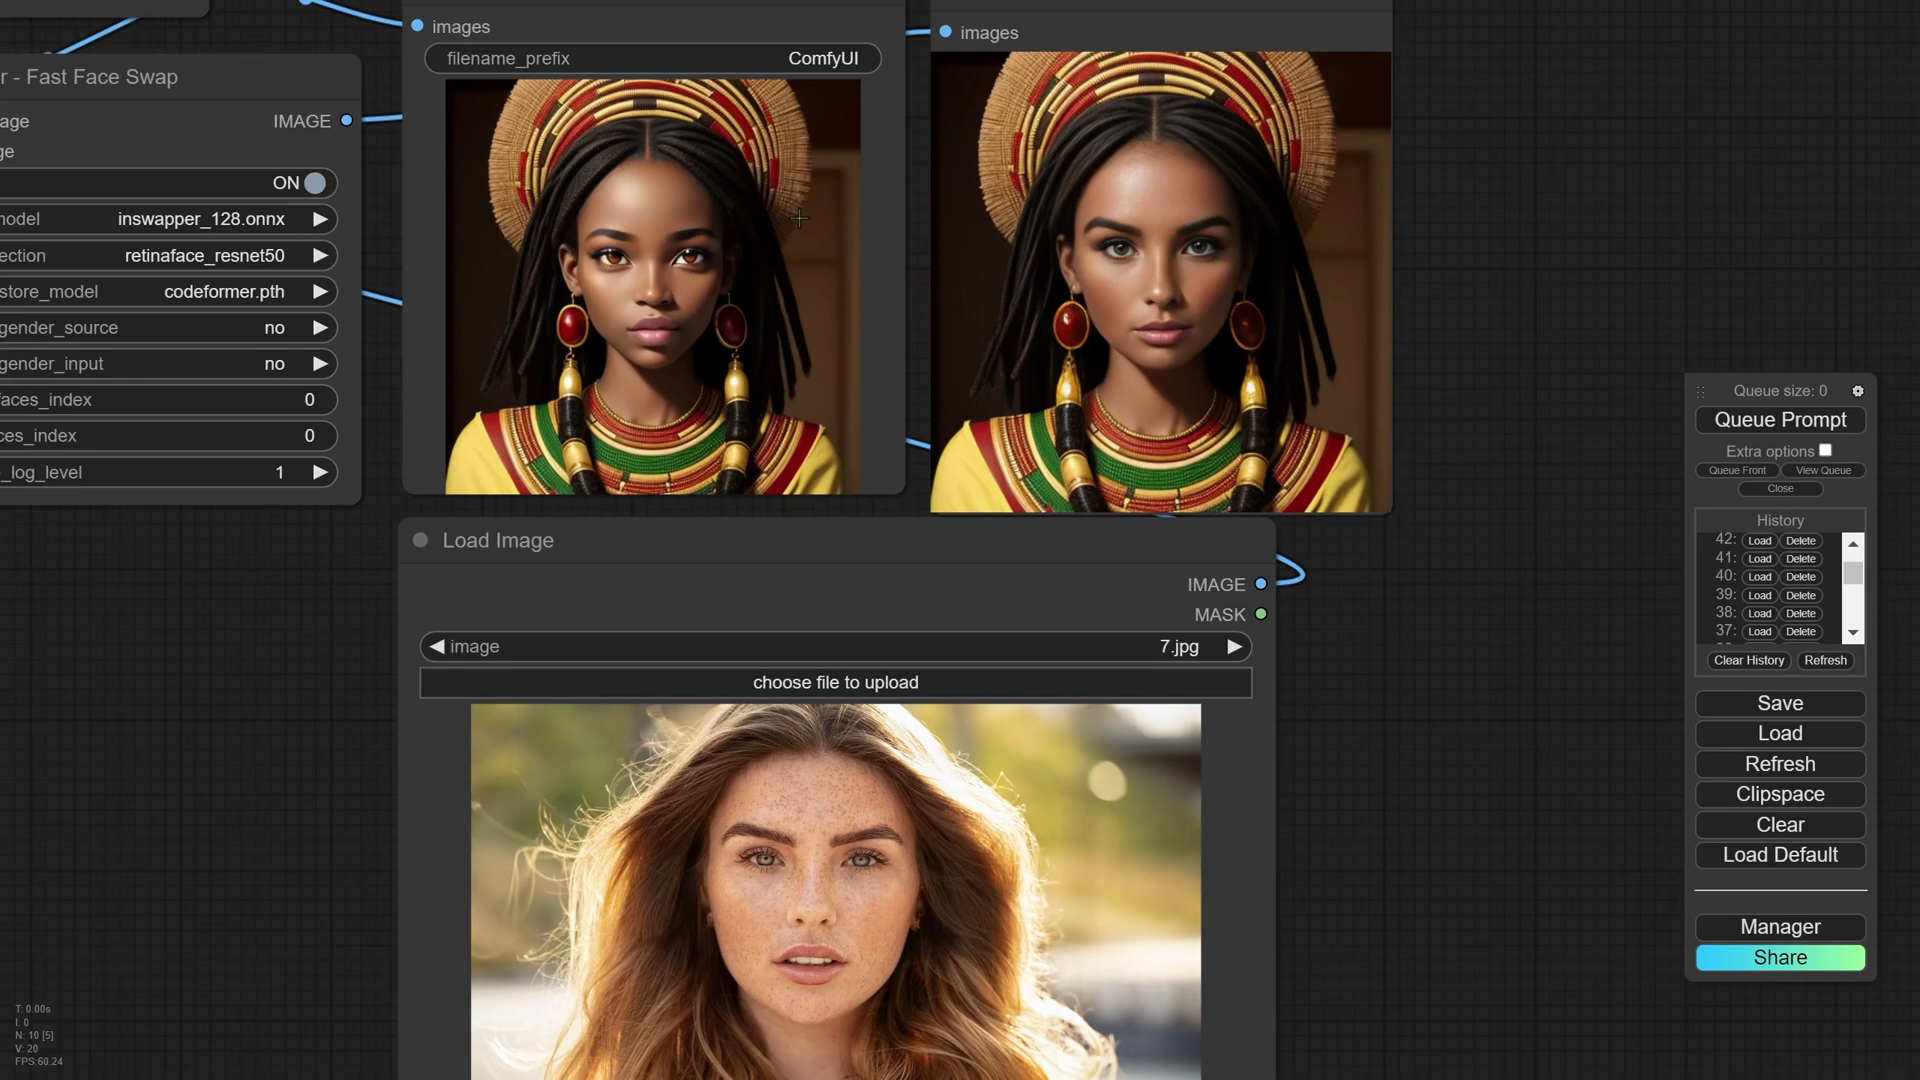 r - Fast Face Swap
age
IMAGE
ge
ON
model inswapper_128.onnx
ection retinaface_resnet50
store_model codeformer.pth
gender_source no
gender_input no
faces_index 0
ces_index 0
_log_level 1
images
filename_prefix ComfyUI
images
Load Image
IMAGE
MASK
image 7.jpg
choose file to upload
Queue size: 0
Queue Prompt
Extra options
Queue Front View Queue
Close
History
42: Load Delete
41: Load Delete
40: Load Delete
39: Load Delete
38: Load Delete
37: Load Delete
Clear History Refresh
Save
Load
Refresh
Clipspace
Clear
Load Default
Manager
Share
T: 0.00s
I: 0
N: 10 [5]
V: 20
FPS:60.24